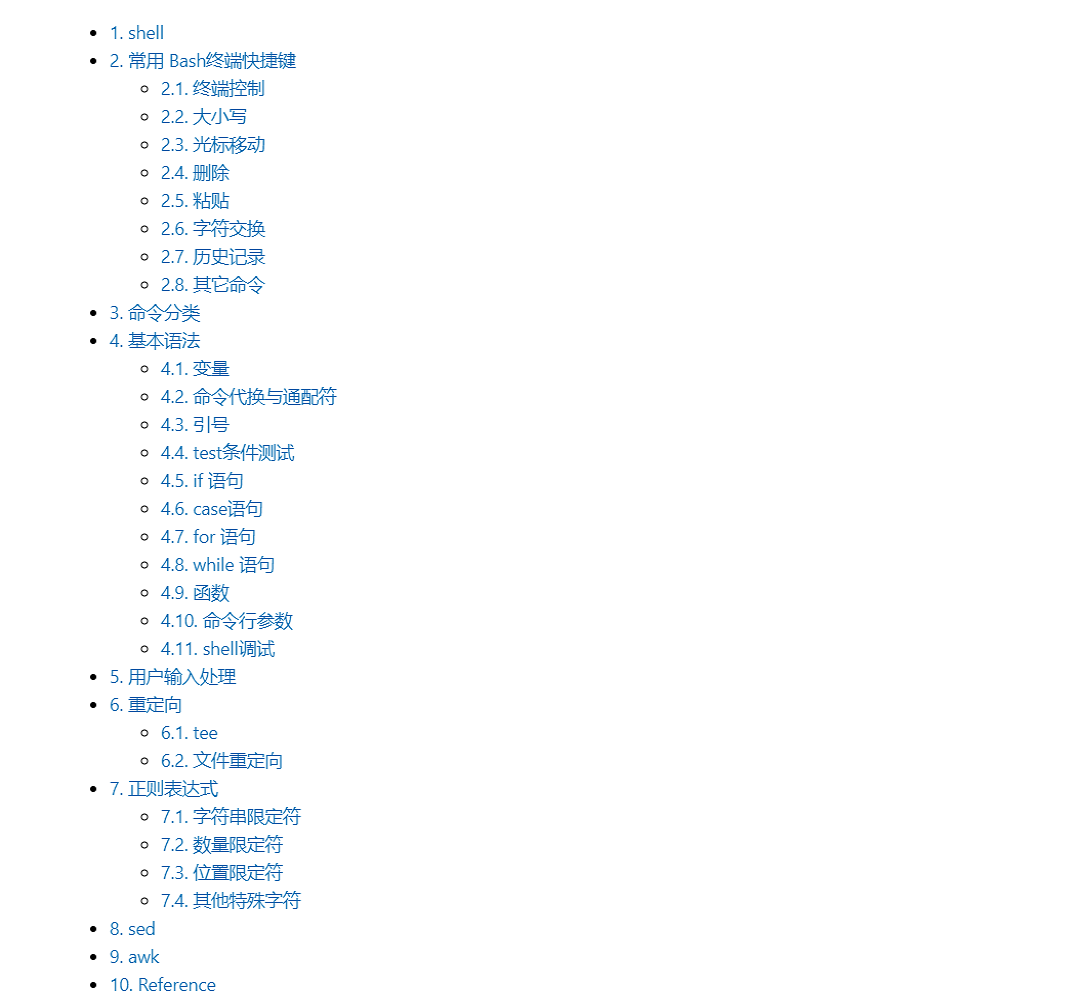 1. shell
2. 常用 Bash终端快捷键
2.1. 终端控制
2.2. 大小写
2.3. 光标移动
2.4. 删除
2.5. 粘贴
2.6. 字符交换
2.7. 历史记录
2.8. 其它命令
3. 命令分类
4. 基本语法
4.1. 变量
4.2. 命令代换与通配符
4.3. 引号
4.4. test条件测试
4.5. if 语句
4.6. case语句
4.7. for 语句
4.8. while 语句
4.9. 函数
4.10. 命令行参数
4.11. shell调试
5. 用户输入处理
6. 重定向
6.1. tee
6.2. 文件重定向
7. 正则表达式
7.1. 字符串限定符
7.2. 数量限定符
7.3. 位置限定符
7.4. 其他特殊字符
8. sed
9. awk
10. Reference